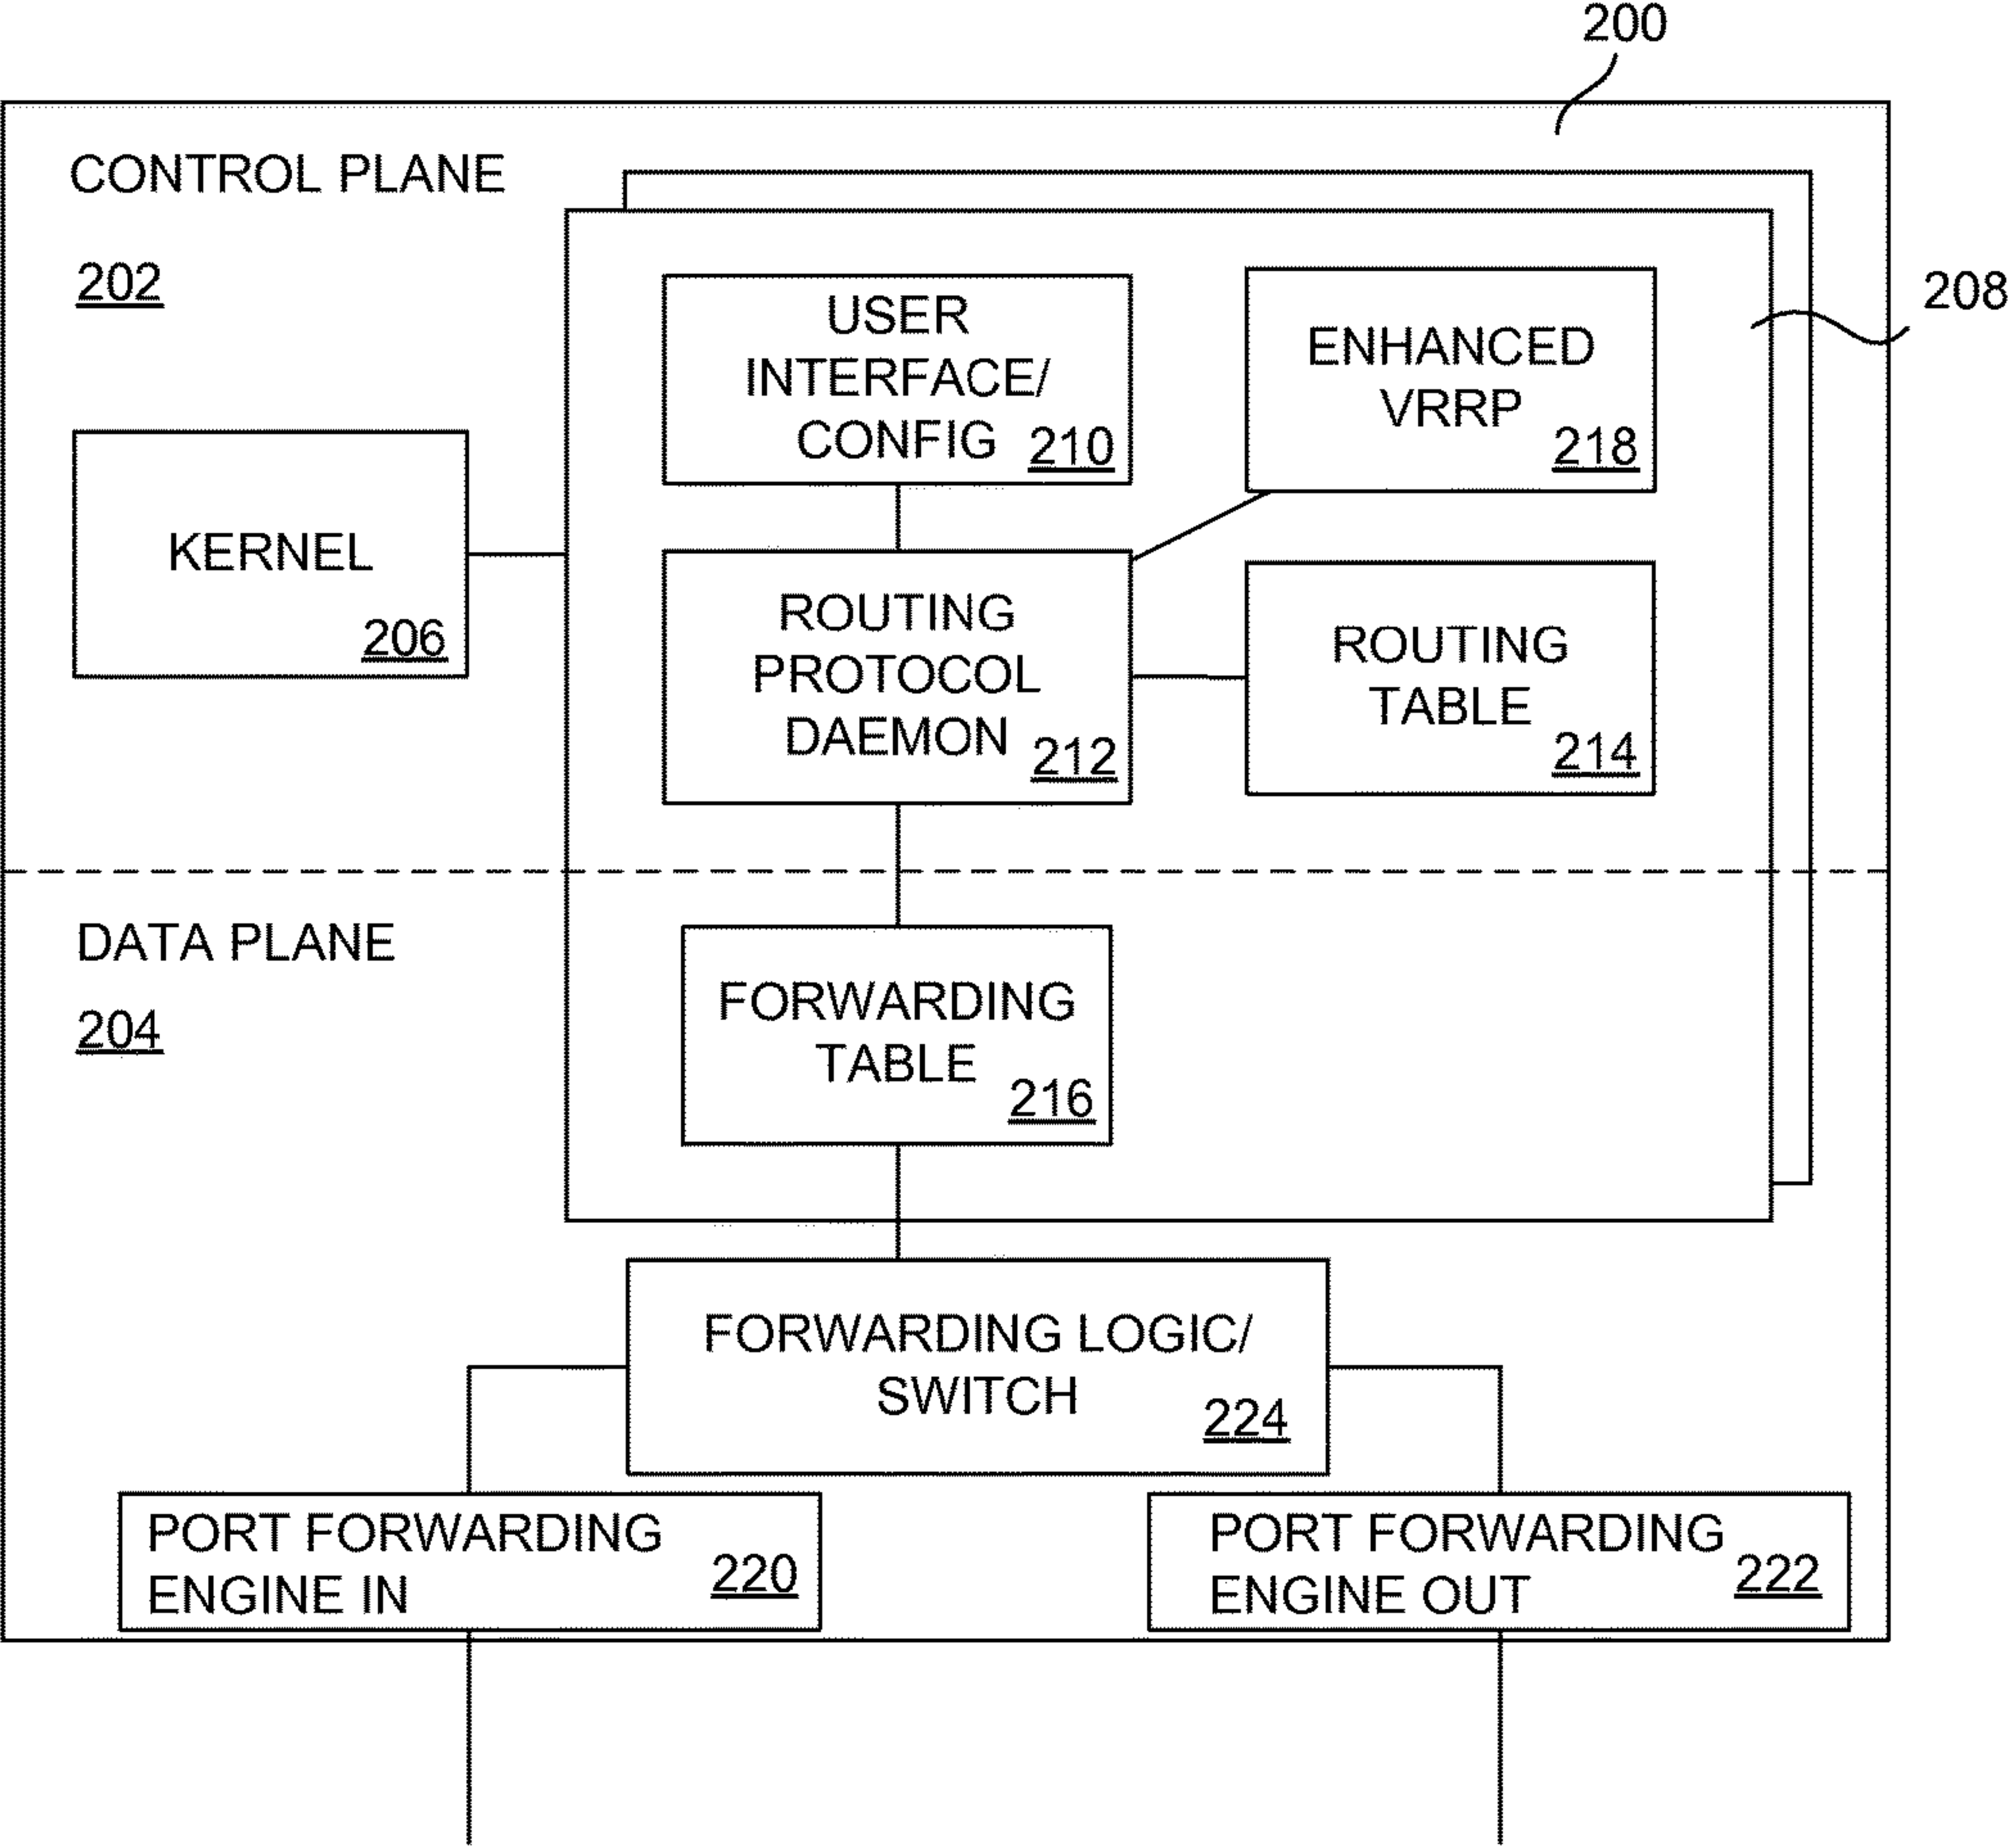 200
CONTROL PLANE
202
208
USER
INTERFACE/
CONFIG
210
ENHANCED
VRRP
218
KERNEL
206
ROUTING
PROTOCOL
DAEMON
212
ROUTING
TABLE
214
DATA PLANE
204
FORWARDING
TABLE
216
FORWARDING LOGIC/
SWITCH
224
PORT FORWARDING
ENGINE IN
220
PORT FORWARDING
ENGINE OUT
222